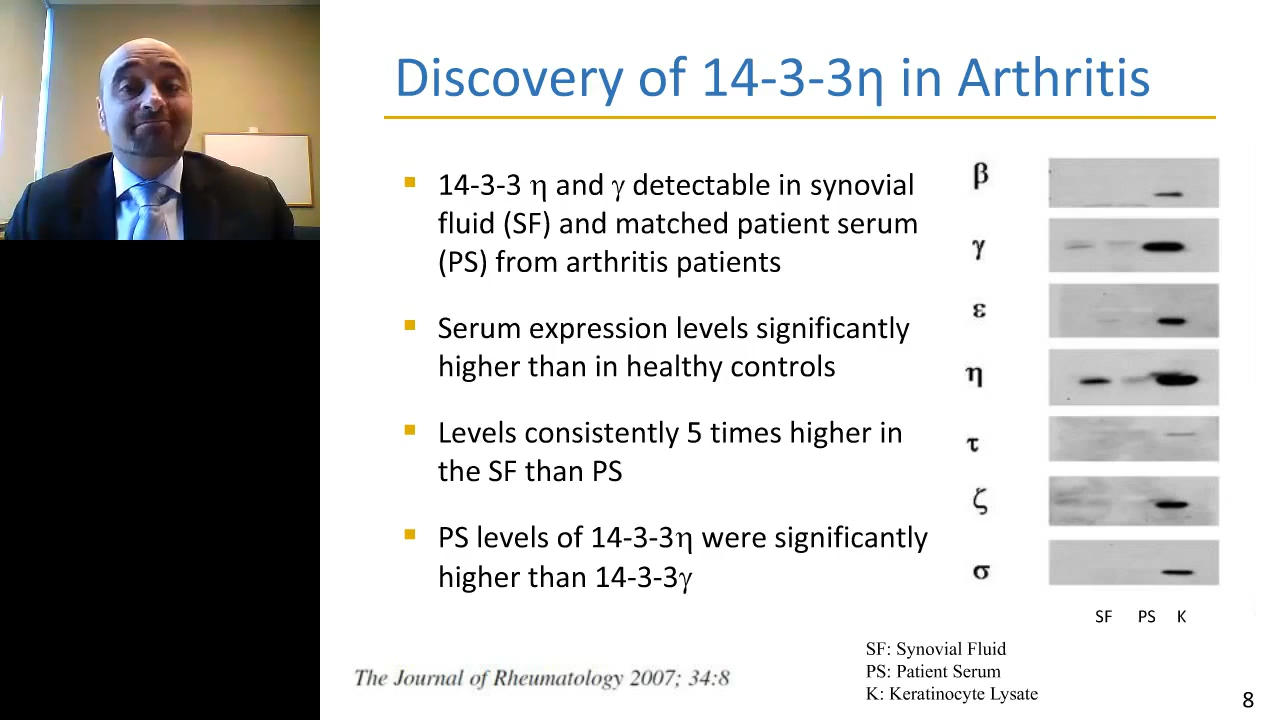 Discovery of 14-3-3η in Arthritis
▪ 14-3-3 η and γ detectable in synovial
fluid (SF) and matched patient serum
(PS) from arthritis patients
▪ Serum expression levels significantly
higher than in healthy controls
▪ Levels consistently 5 times higher in
the SF than PS
▪ PS levels of 14-3-3η were significantly
higher than 14-3-3γ
β
γ
ε
η
τ
ζ
σ
SF PS K
SF: Synovial Fluid
PS: Patient Serum
K: Keratinocyte Lysate
The Journal of Rheumatology 2007; 34:8
8